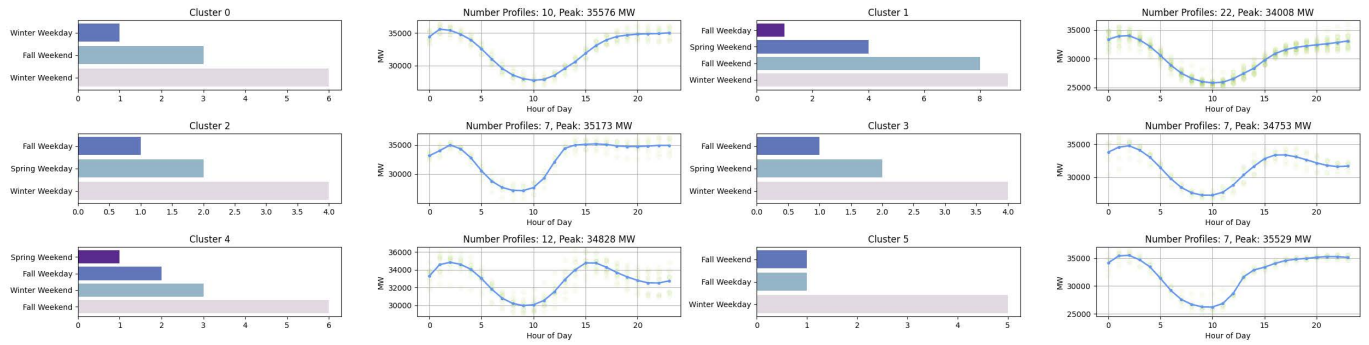 Cluster 0
Winter Weekday
Fall Weekend
Winter Weekend
0 1 2 3 4 5 6
Number Profiles: 10, Peak: 35576 MW
MW
35000
30000
0 5 10 15 20
Hour of Day
Cluster 1
Fall Weekday
Spring Weekend
Fall Weekend
Winter Weekend
0 2 4 6 8
Number Profiles: 22, Peak: 34008 MW
MW
35000
30000
25000
0 5 10 15 20
Hour of Day
Cluster 2
Fall Weekday
Spring Weekday
Winter Weekday
0.0 0.5 1.0 1.5 2.0 2.5 3.0 3.5 4.0
Number Profiles: 7, Peak: 35173 MW
MW
35000
30000
0 5 10 15 20
Hour of Day
Cluster 3
Fall Weekend
Spring Weekend
Winter Weekend
0.0 0.5 1.0 1.5 2.0 2.5 3.0 3.5 4.0
Number Profiles: 7, Peak: 34753 MW
MW
35000
30000
0 5 10 15 20
Hour of Day
Cluster 4
Spring Weekend
Fall Weekday
Winter Weekend
Fall Weekend
0 1 2 3 4 5 6
Number Profiles: 12, Peak: 34828 MW
MW
36000
34000
32000
30000
0 5 10 15 20
Hour of Day
Cluster 5
Fall Weekend
Fall Weekday
Winter Weekday
0 1 2 3 4 5
Number Profiles: 7, Peak: 35529 MW
MW
35000
30000
25000
0 5 10 15 20
Hour of Day